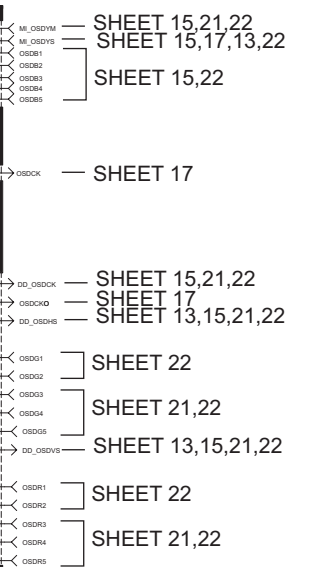 MI_OSDYM SHEET 15,21,22
MI_OSDYS SHEET 15,17,13,22
OSDB1
OSDB2
OSDB3 SHEET 15,22
OSDB4
OSDB5
OSDCK SHEET 17
DD_OSDCK SHEET 15,21,22
OSDCKO SHEET 17
DD_OSDHS SHEET 13,15,21,22
OSDG1
SHEET 22
OSDG2
OSDG3
OSDG4 SHEET 21,22
OSDG5
DD_OSDVS SHEET 13,15,21,22
OSDR1
SHEET 22
OSDR2
OSDR3
OSDR4 SHEET 21,22
OSDR5